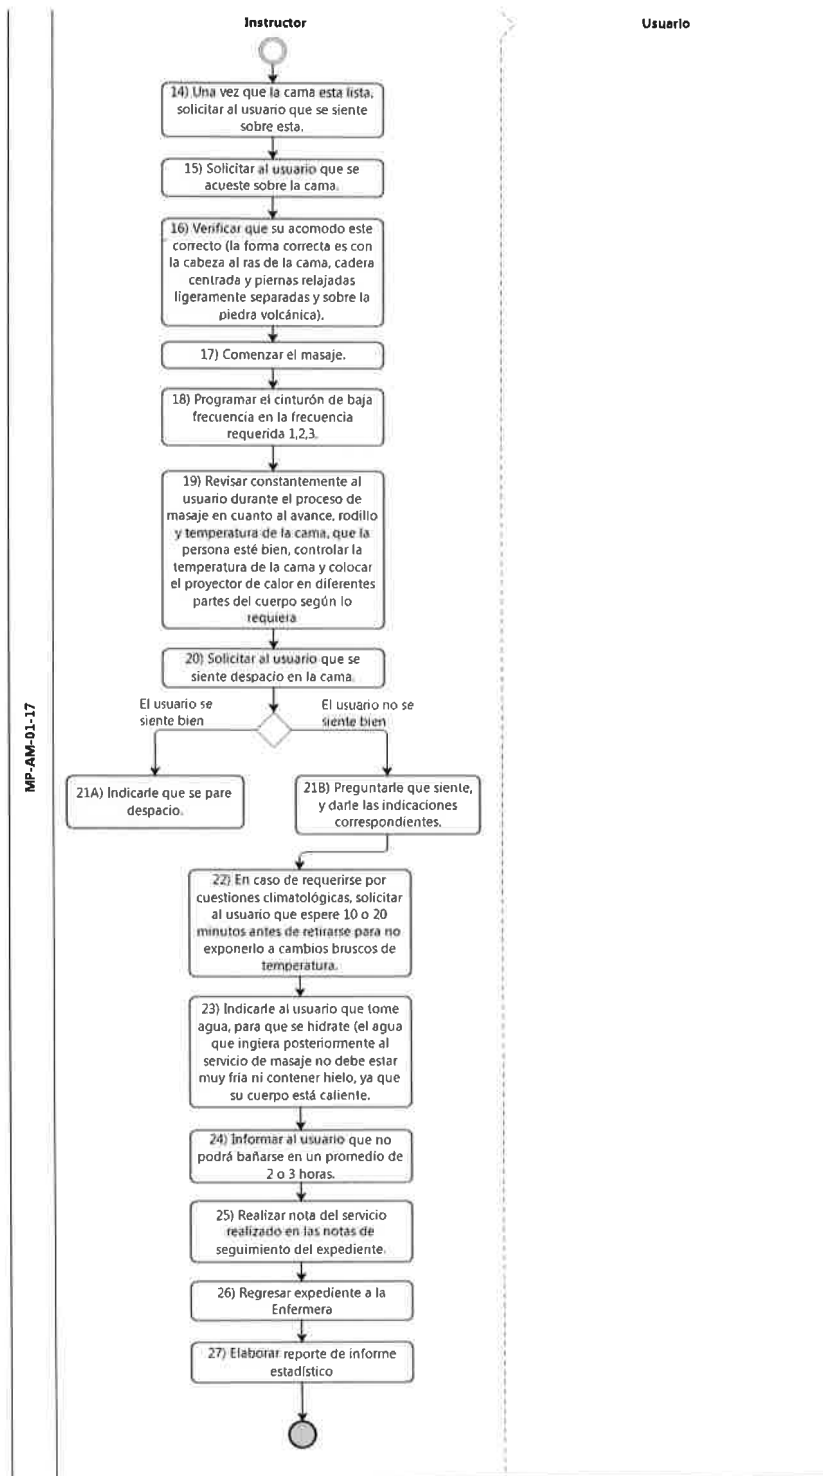 Instructor
Usuario
14) Una vez que la cama esta lista,
solicitar al usuario que se siente
sobre esta.
15) Solicitar al usuario que se
acueste sobre la cama.
16) Verificar que su acomodo este
correcto (la forma correcta es con
la cabeza al ras de la cama, cadera
centrada y piernas relajadas
ligeramente separadas y sobre la
piedra volcánica).
17) Comenzar el masaje.
18) Programar el cinturón de baja
frecuencia en la frecuencia
requerida 1,2,3.
19) Revisar constantemente al
usuario durante el proceso de
masaje en cuanto al avance, rodillo
y temperatura de la cama, que la
persona esté bien, controlar la
temperatura de la cama y colocar
el proyector de calor en diferentes
partes del cuerpo según lo
requiera
20) Solicitar al usuario que se
siente despacio en la cama.
El usuario se
siente bien
El usuario no se
siente bien
MP-AM-01-17
21A) Indicarle que se pare
despacio.
21B) Preguntarle que siente,
y darle las indicaciones
correspondientes.
22) En caso de requerirse por
cuestiones climatológicas, solicitar
al usuario que espere 10 o 20
minutos antes de retirarse para no
exponerlo a cambios bruscos de
temperatura.
23) Indicarle al usuario que tome
agua, para que se hidrate (el agua
que ingiera posteriormente al
servicio de masaje no debe estar
muy fría ni contener hielo, ya que
su cuerpo está caliente.
24) Informar al usuario que no
podrá bañarse en un promedio de
2 o 3 horas.
25) Realizar nota del servicio
realizado en las notas de
seguimiento del expediente.
26) Regresar expediente a la
Enfermera
27) Elaborar reporte de informe
estadístico